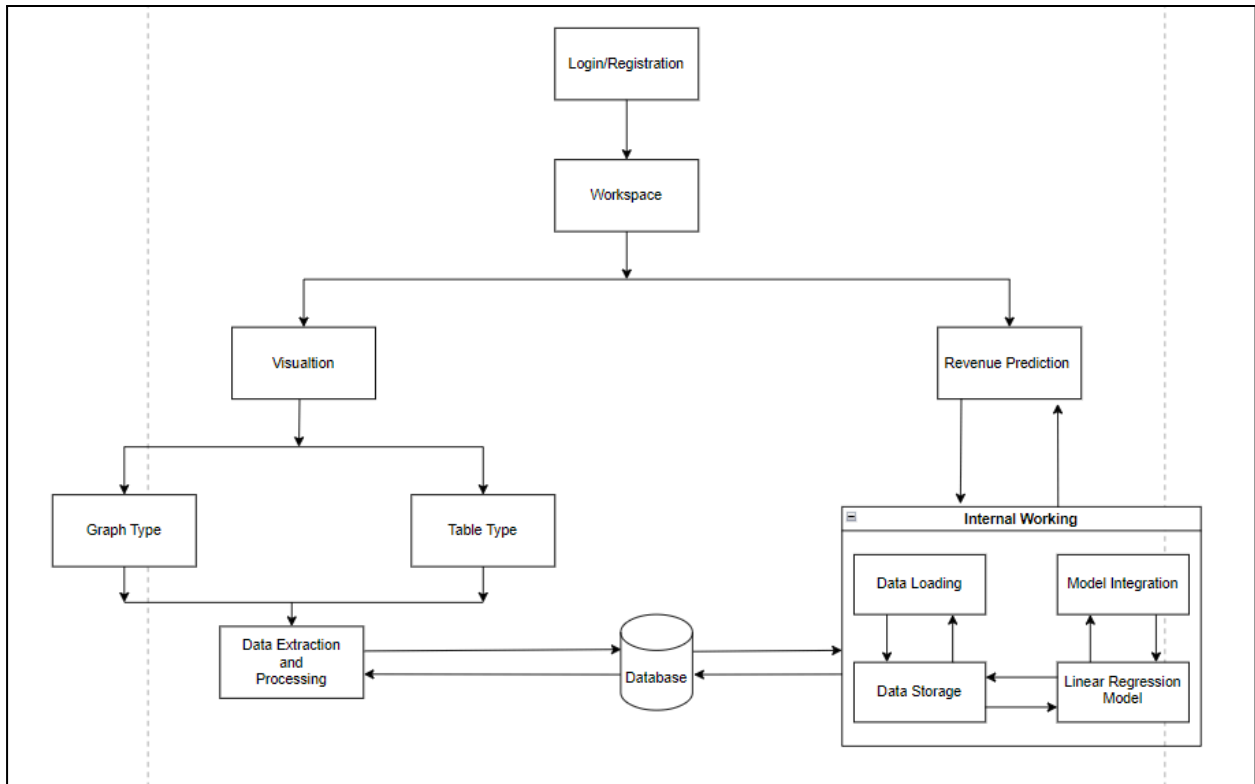 Login/Registration
Workspace
Visualtion
Revenue Prediction
Graph Type
Table Type
Internal Working
Data Loading
Model Integration
Data Extraction
and
Processing
Database
Data Storage
Linear Regression
Model